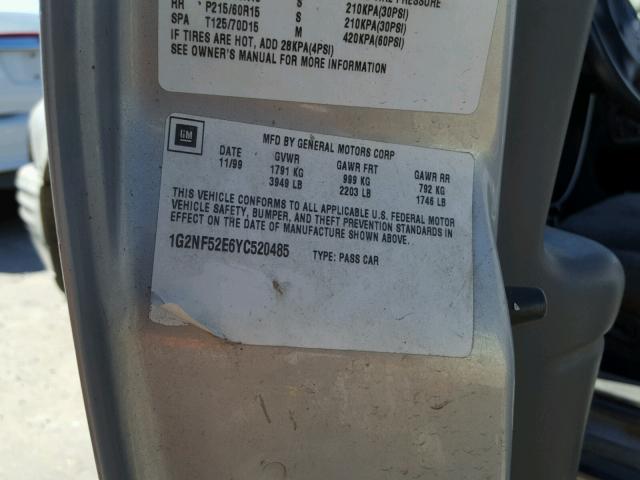 PRESSURE
RR P215/60R15 S 210KPA(30PSI)
SPA T125/70D15 M 420KPA(60PSI)
IF TIRES ARE HOT, ADD 28KPA(4PSI)
SEE OWNER'S MANUAL FOR MORE INFORMATION
GM
MFD BY GENERAL MOTORS CORP
DATE GVWR GAWR FRT GAWR RR
11/99 1791 KG 999 KG 792 KG
3949 LB 2203 LB 1746 LB
THIS VEHICLE CONFORMS TO ALL APPLICABLE U.S. FEDERAL MOTOR
VEHICLE SAFETY, BUMPER, AND THEFT PREVENTION STANDARDS IN
EFFECT ON THE DATE OF MANUFACTURE SHOWN ABOVE.
1G2NF52E6YC520485 TYPE: PASS CAR